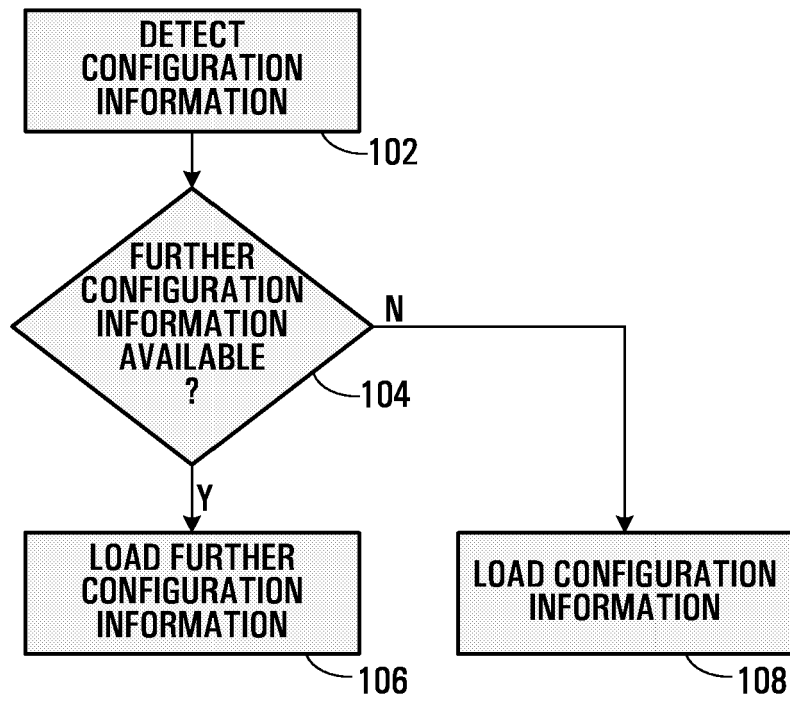 DETECT
CONFIGURATION
INFORMATION
102
FURTHER
CONFIGURATION
INFORMATION
AVAILABLE
?
N
104
Y
LOAD FURTHER
CONFIGURATION
INFORMATION
106
LOAD CONFIGURATION
INFORMATION
108